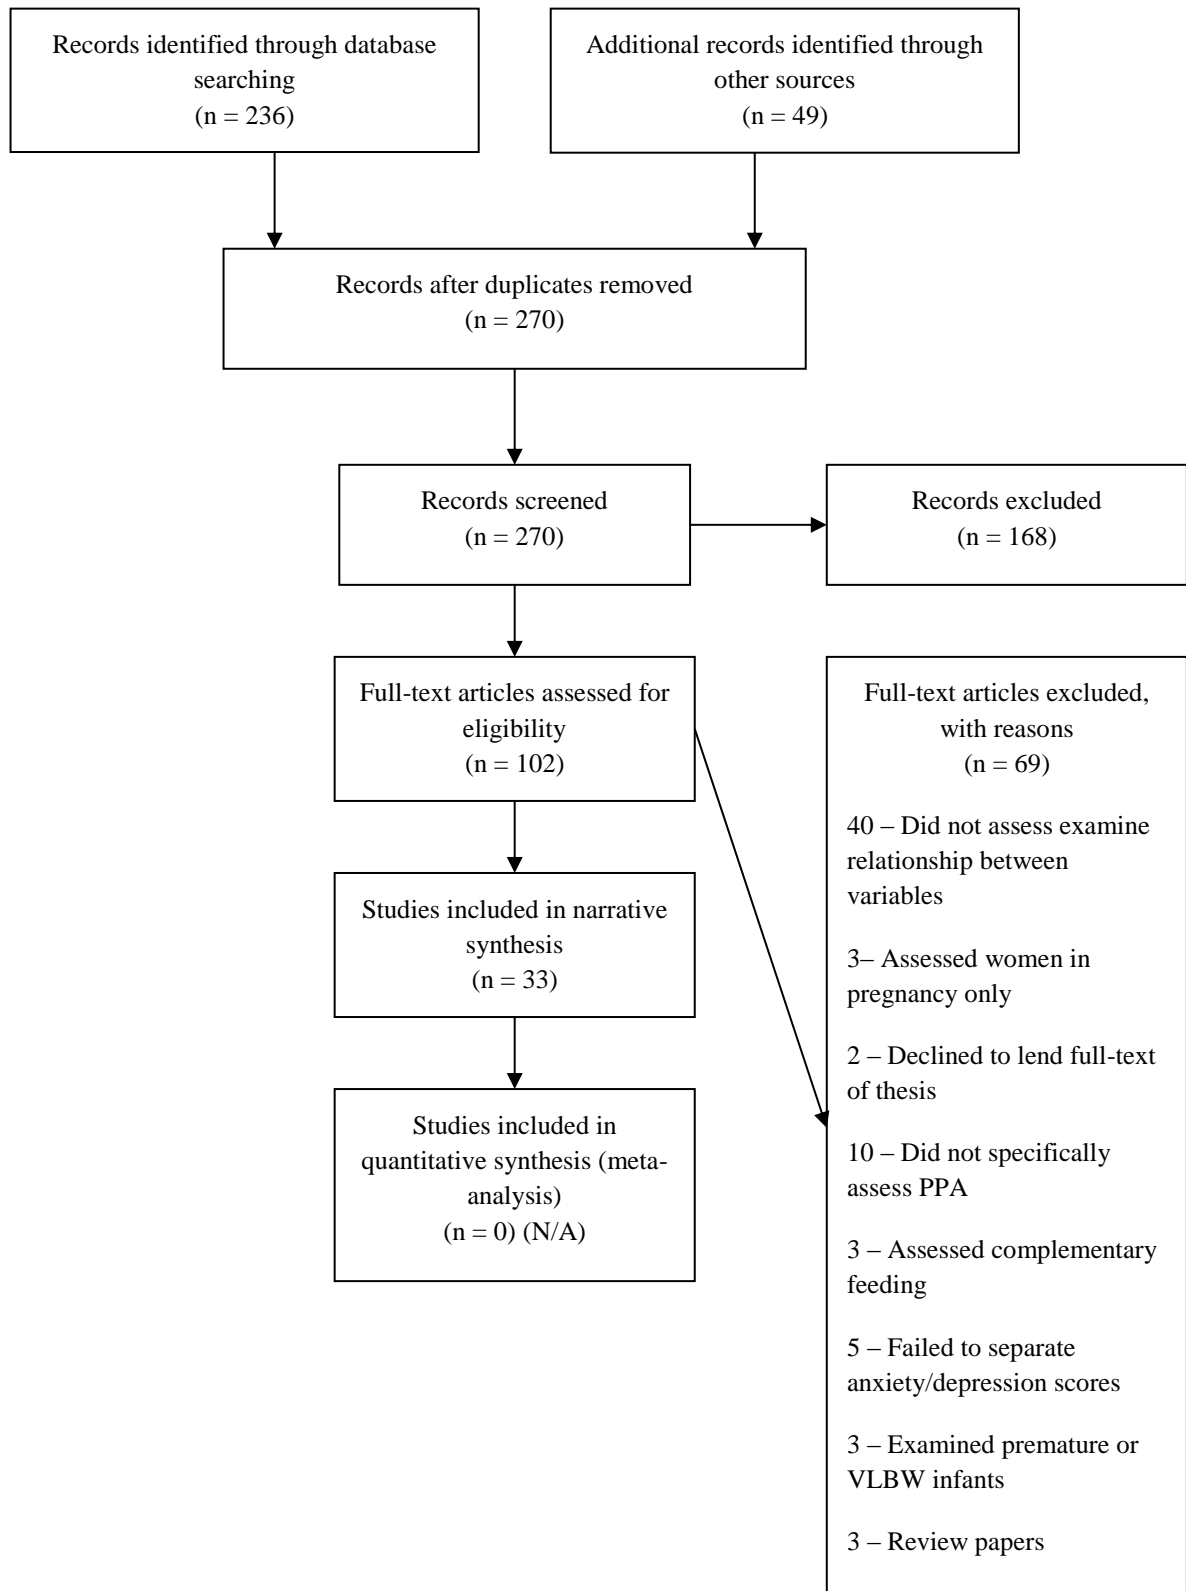 Records identified through database
searching
(n = 236)
Additional records identified through
other sources
(n = 49)
Records after duplicates removed
(n = 270)
Records screened
(n = 270)
Records excluded
(n = 168)
Full-text articles assessed for
eligibility
(n = 102)
Full-text articles excluded,
with reasons
(n = 69)
40 – Did not assess examine
relationship between
variables
3– Assessed women in
pregnancy only
2 – Declined to lend full-text
of thesis
10 – Did not specifically
assess PPA
3 – Assessed complementary
feeding
5 – Failed to separate
anxiety/depression scores
3 – Examined premature or
VLBW infants
3 – Review papers
Studies included in narrative
synthesis
(n = 33)
Studies included in
quantitative synthesis (meta-
analysis)
(n = 0) (N/A)